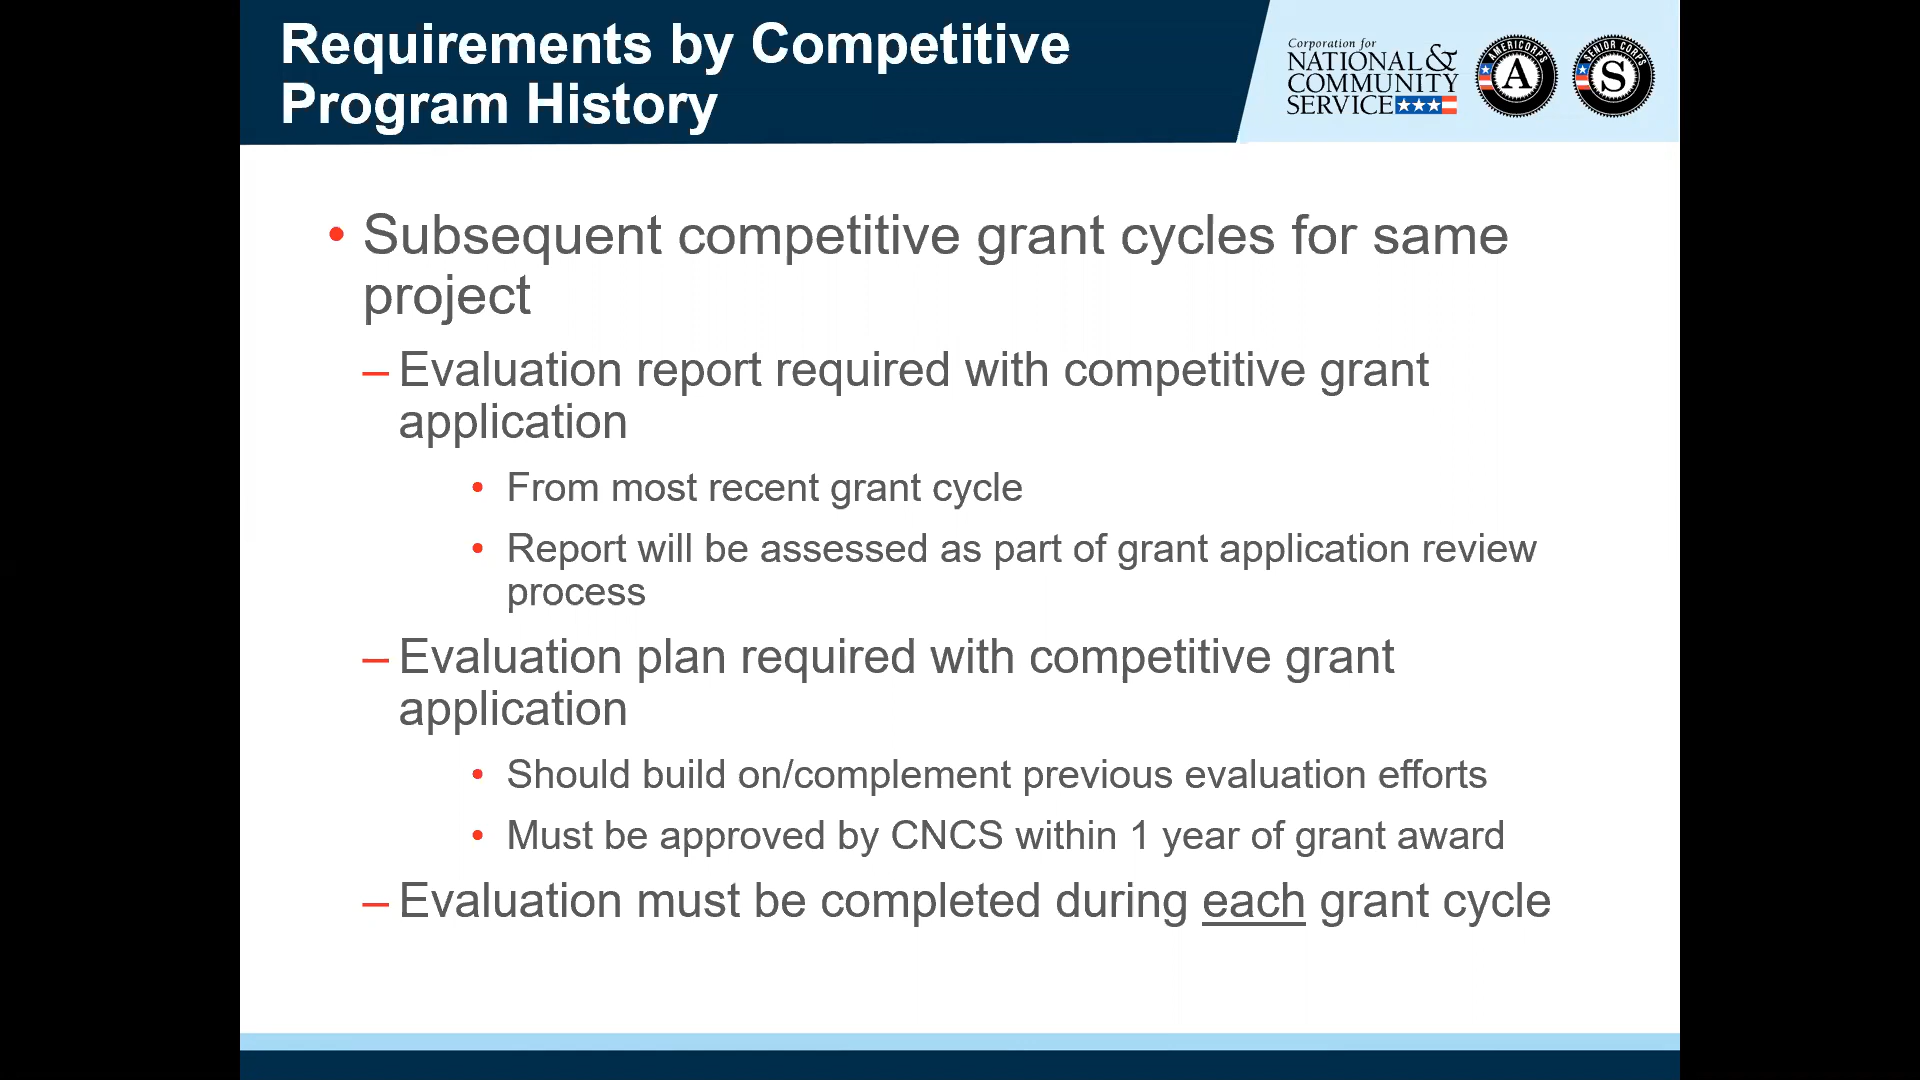 Requirements by Competitive
Program History
Corporation for
NATIONAL &
COMMUNITY
SERVICE
AMERICORPS
A
SENIOR CORPS
S
• Subsequent competitive grant cycles for same
project
– Evaluation report required with competitive grant
application
• From most recent grant cycle
• Report will be assessed as part of grant application review
process
– Evaluation plan required with competitive grant
application
• Should build on/complement previous evaluation efforts
• Must be approved by CNCS within 1 year of grant award
– Evaluation must be completed during each grant cycle